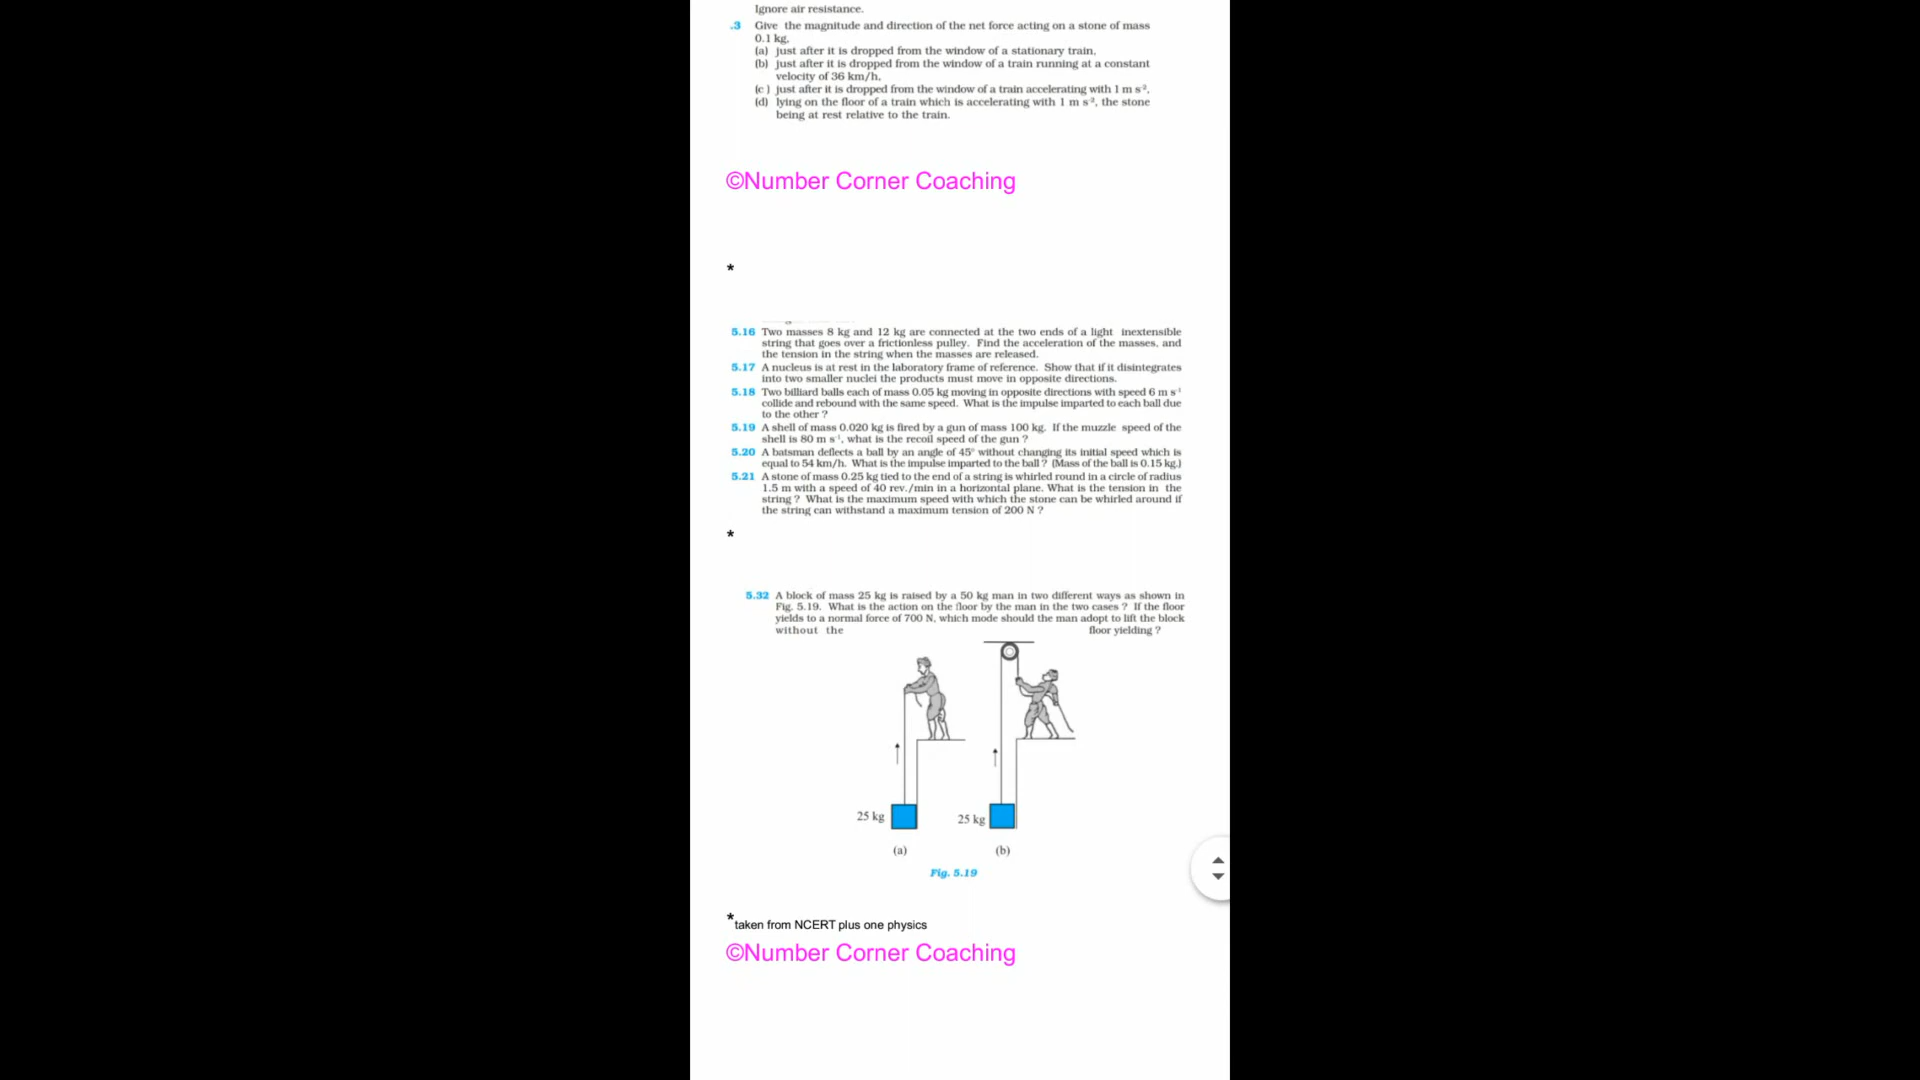 Ignore air resistance.
.3 Give the magnitude and direction of the net force acting on a stone of mass
0.1 kg,
(a) just after it is dropped from the window of a stationary train,
(b) just after it is dropped from the window of a train running at a constant
velocity of 36 km/h,
(c ) just after it is dropped from the window of a train accelerating with 1 m s⁻²,
(d) lying on the floor of a train which is accelerating with 1 m s⁻², the stone
being at rest relative to the train.
©Number Corner Coaching
*
5.16 Two masses 8 kg and 12 kg are connected at the two ends of a light inextensible
string that goes over a frictionless pulley. Find the acceleration of the masses, and
the tension in the string when the masses are released.
5.17 A nucleus is at rest in the laboratory frame of reference. Show that if it disintegrates
into two smaller nuclei the products must move in opposite directions.
5.18 Two billiard balls each of mass 0.05 kg moving in opposite directions with speed 6 m s⁻¹
collide and rebound with the same speed. What is the impulse imparted to each ball due
to the other ?
5.19 A shell of mass 0.020 kg is fired by a gun of mass 100 kg. If the muzzle speed of the
shell is 80 m s⁻¹, what is the recoil speed of the gun ?
5.20 A batsman deflects a ball by an angle of 45° without changing its initial speed which is
equal to 54 km/h. What is the impulse imparted to the ball ? (Mass of the ball is 0.15 kg.)
5.21 A stone of mass 0.25 kg tied to the end of a string is whirled round in a circle of radius
1.5 m with a speed of 40 rev./min in a horizontal plane. What is the tension in the
string ? What is the maximum speed with which the stone can be whirled around if
the string can withstand a maximum tension of 200 N ?
*
5.32 A block of mass 25 kg is raised by a 50 kg man in two different ways as shown in
Fig. 5.19. What is the action on the floor by the man in the two cases ? If the floor
yields to a normal force of 700 N, which mode should the man adopt to lift the block
without the floor yielding ?
25 kg 25 kg
(a) (b)
Fig. 5.19
*taken from NCERT plus one physics
©Number Corner Coaching